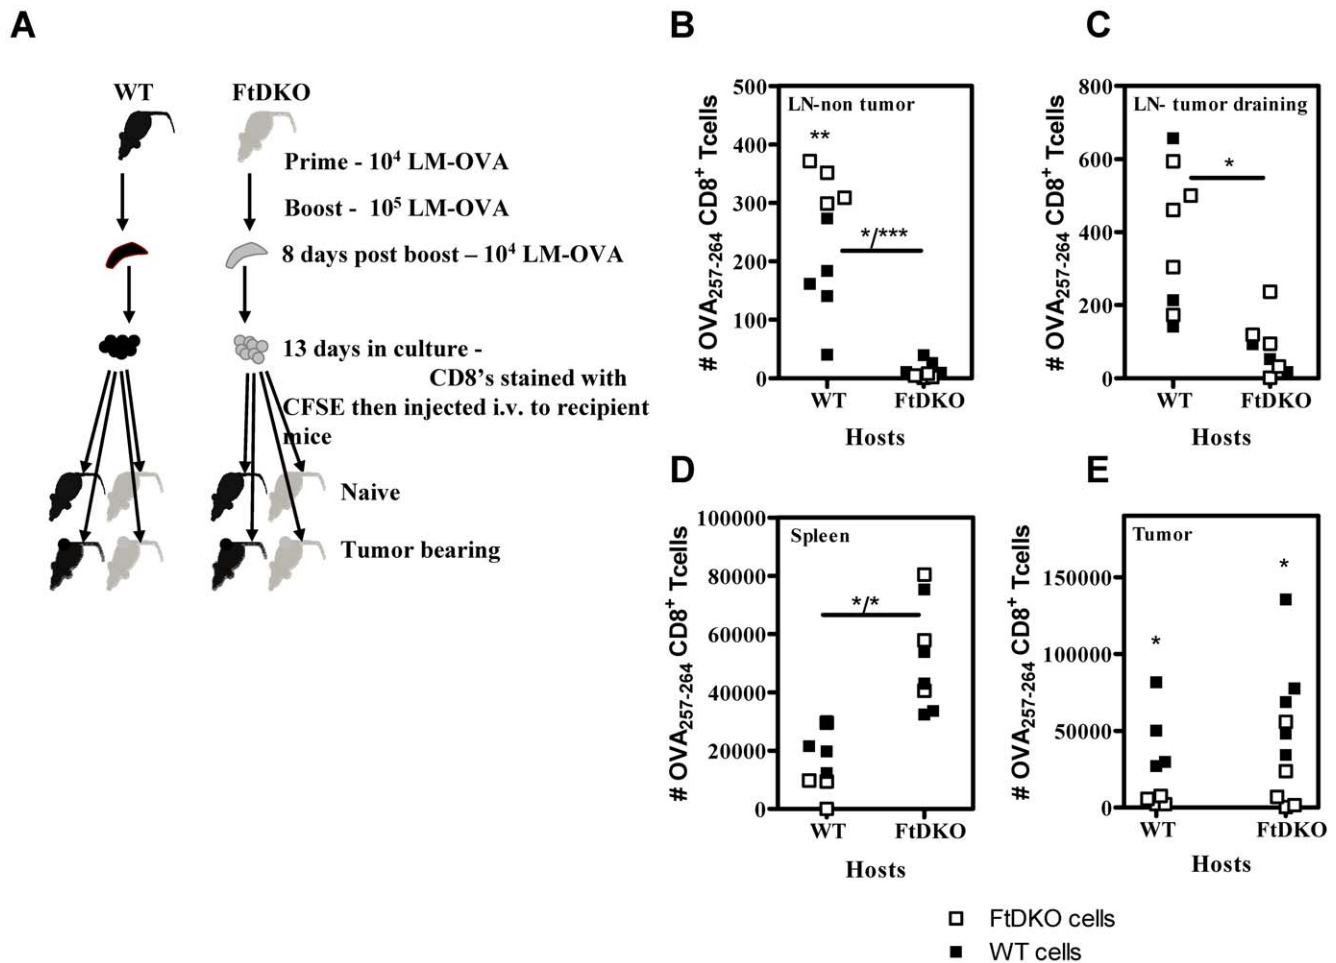 A
WT FtDKO
Prime - 10⁴ LM-OVA
Boost - 10⁵ LM-OVA
8 days post boost – 10⁴ LM-OVA
13 days in culture -
CD8’s stained with
CFSE then injected i.v. to recipient
mice
Naive
Tumor bearing
B
# OVA257-264 CD8+ Tcells
500
400
300
200
100
0
LN-non tumor
**
*/***
WT FtDKO
Hosts
C
# OVA257-264 CD8+ Tcells
800
600
400
200
0
LN- tumor draining
*
WT FtDKO
Hosts
D
# OVA257-264 CD8+ Tcells
100000
80000
60000
40000
20000
0
Spleen
*/*
WT FtDKO
Hosts
E
# OVA257-264 CD8+ Tcells
150000
100000
50000
0
Tumor
*
*
WT FtDKO
Hosts
FtDKO cells
WT cells